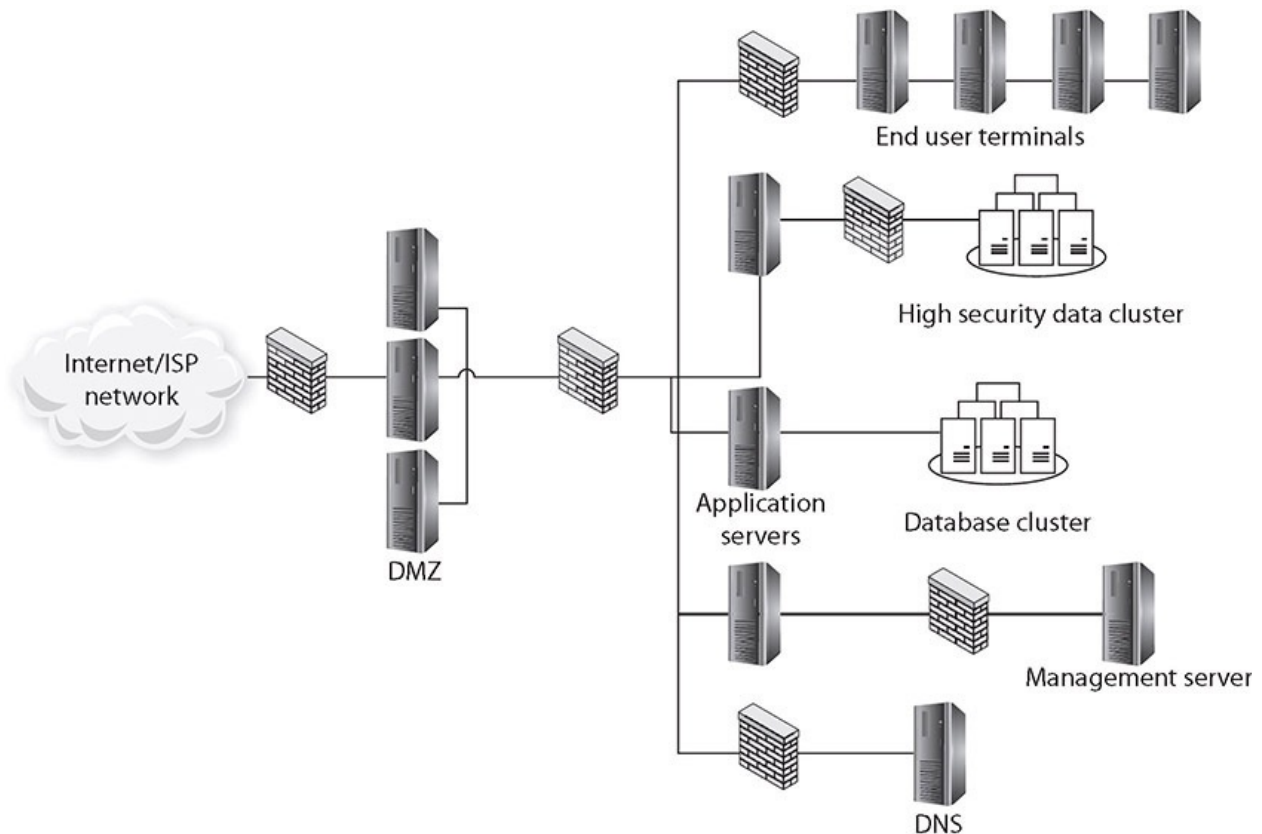 End user terminals
High security data cluster
Internet/ISP
network
Application
servers
Database cluster
DMZ
Management server
DNS